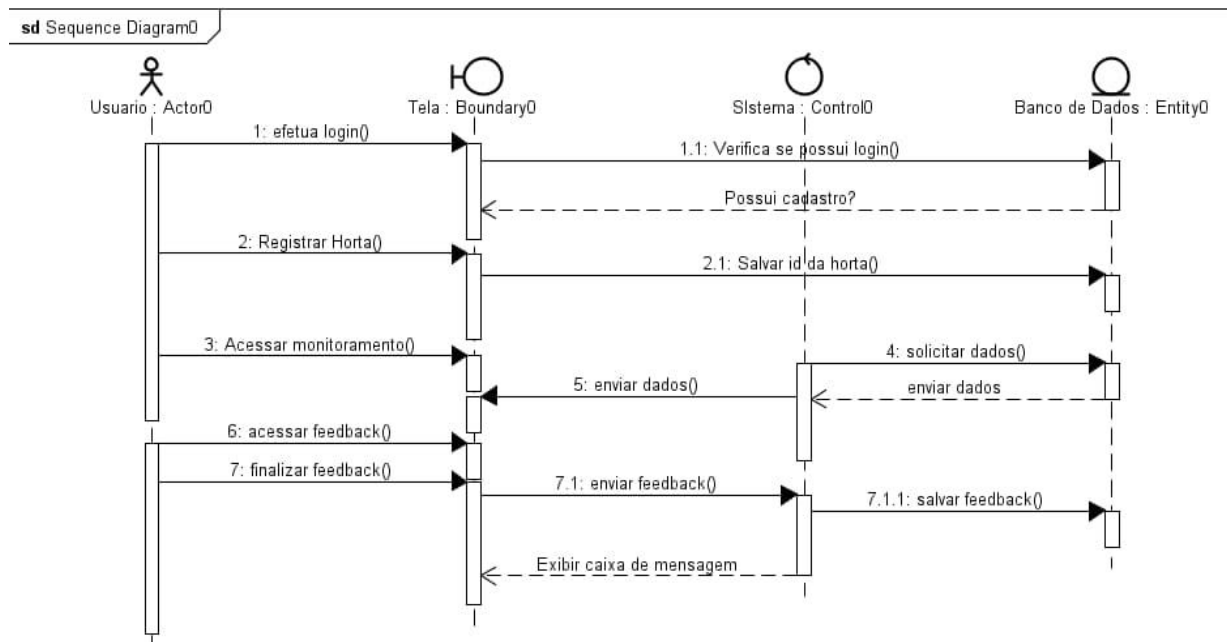 sd Sequence Diagram0
Usuario : Actor0
Tela : Boundary0
SIstema : Control0
Banco de Dados : Entity0
1: efetua login()
1.1: Verifica se possui login()
Possui cadastro?
2: Registrar Horta()
2.1: Salvar id da horta()
3: Acessar monitoramento()
4: solicitar dados()
5: enviar dados()
enviar dados
6: acessar feedback()
7: finalizar feedback()
7.1: enviar feedback()
7.1.1: salvar feedback()
Exibir caixa de mensagem